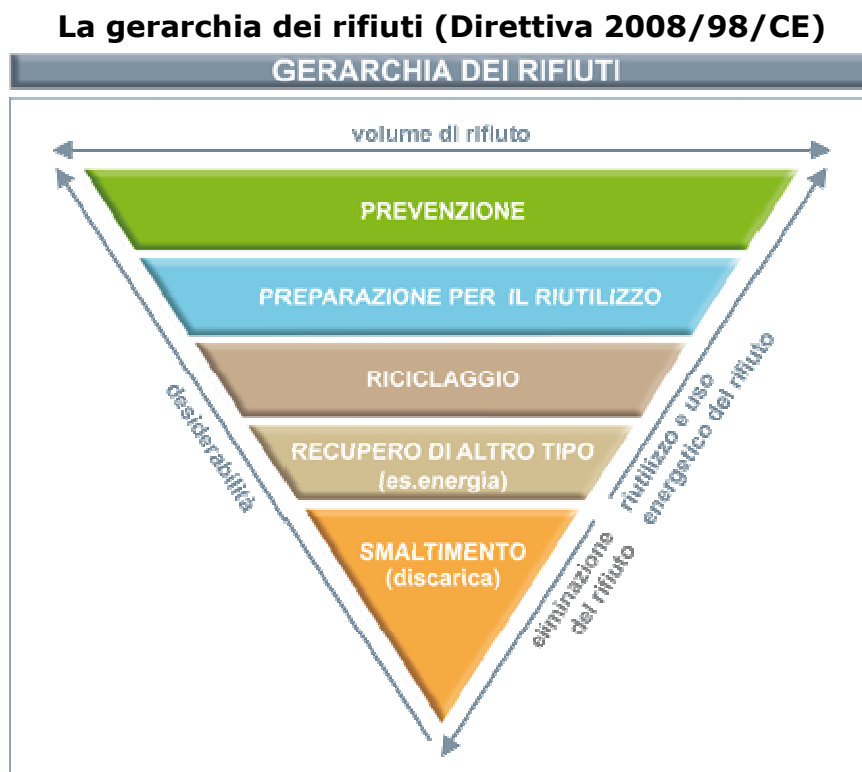 La gerarchia dei rifiuti (Direttiva 2008/98/CE)
GERARCHIA DEI RIFIUTI
volume di rifiuto
PREVENZIONE
PREPARAZIONE PER IL RIUTILIZZO
RICICLAGGIO
RECUPERO DI ALTRO TIPO
(es.energia)
SMALTIMENTO
(discarica)
desiderabilità
riutilizzo e uso
energetico del rifiuto
eliminazione
del rifiuto